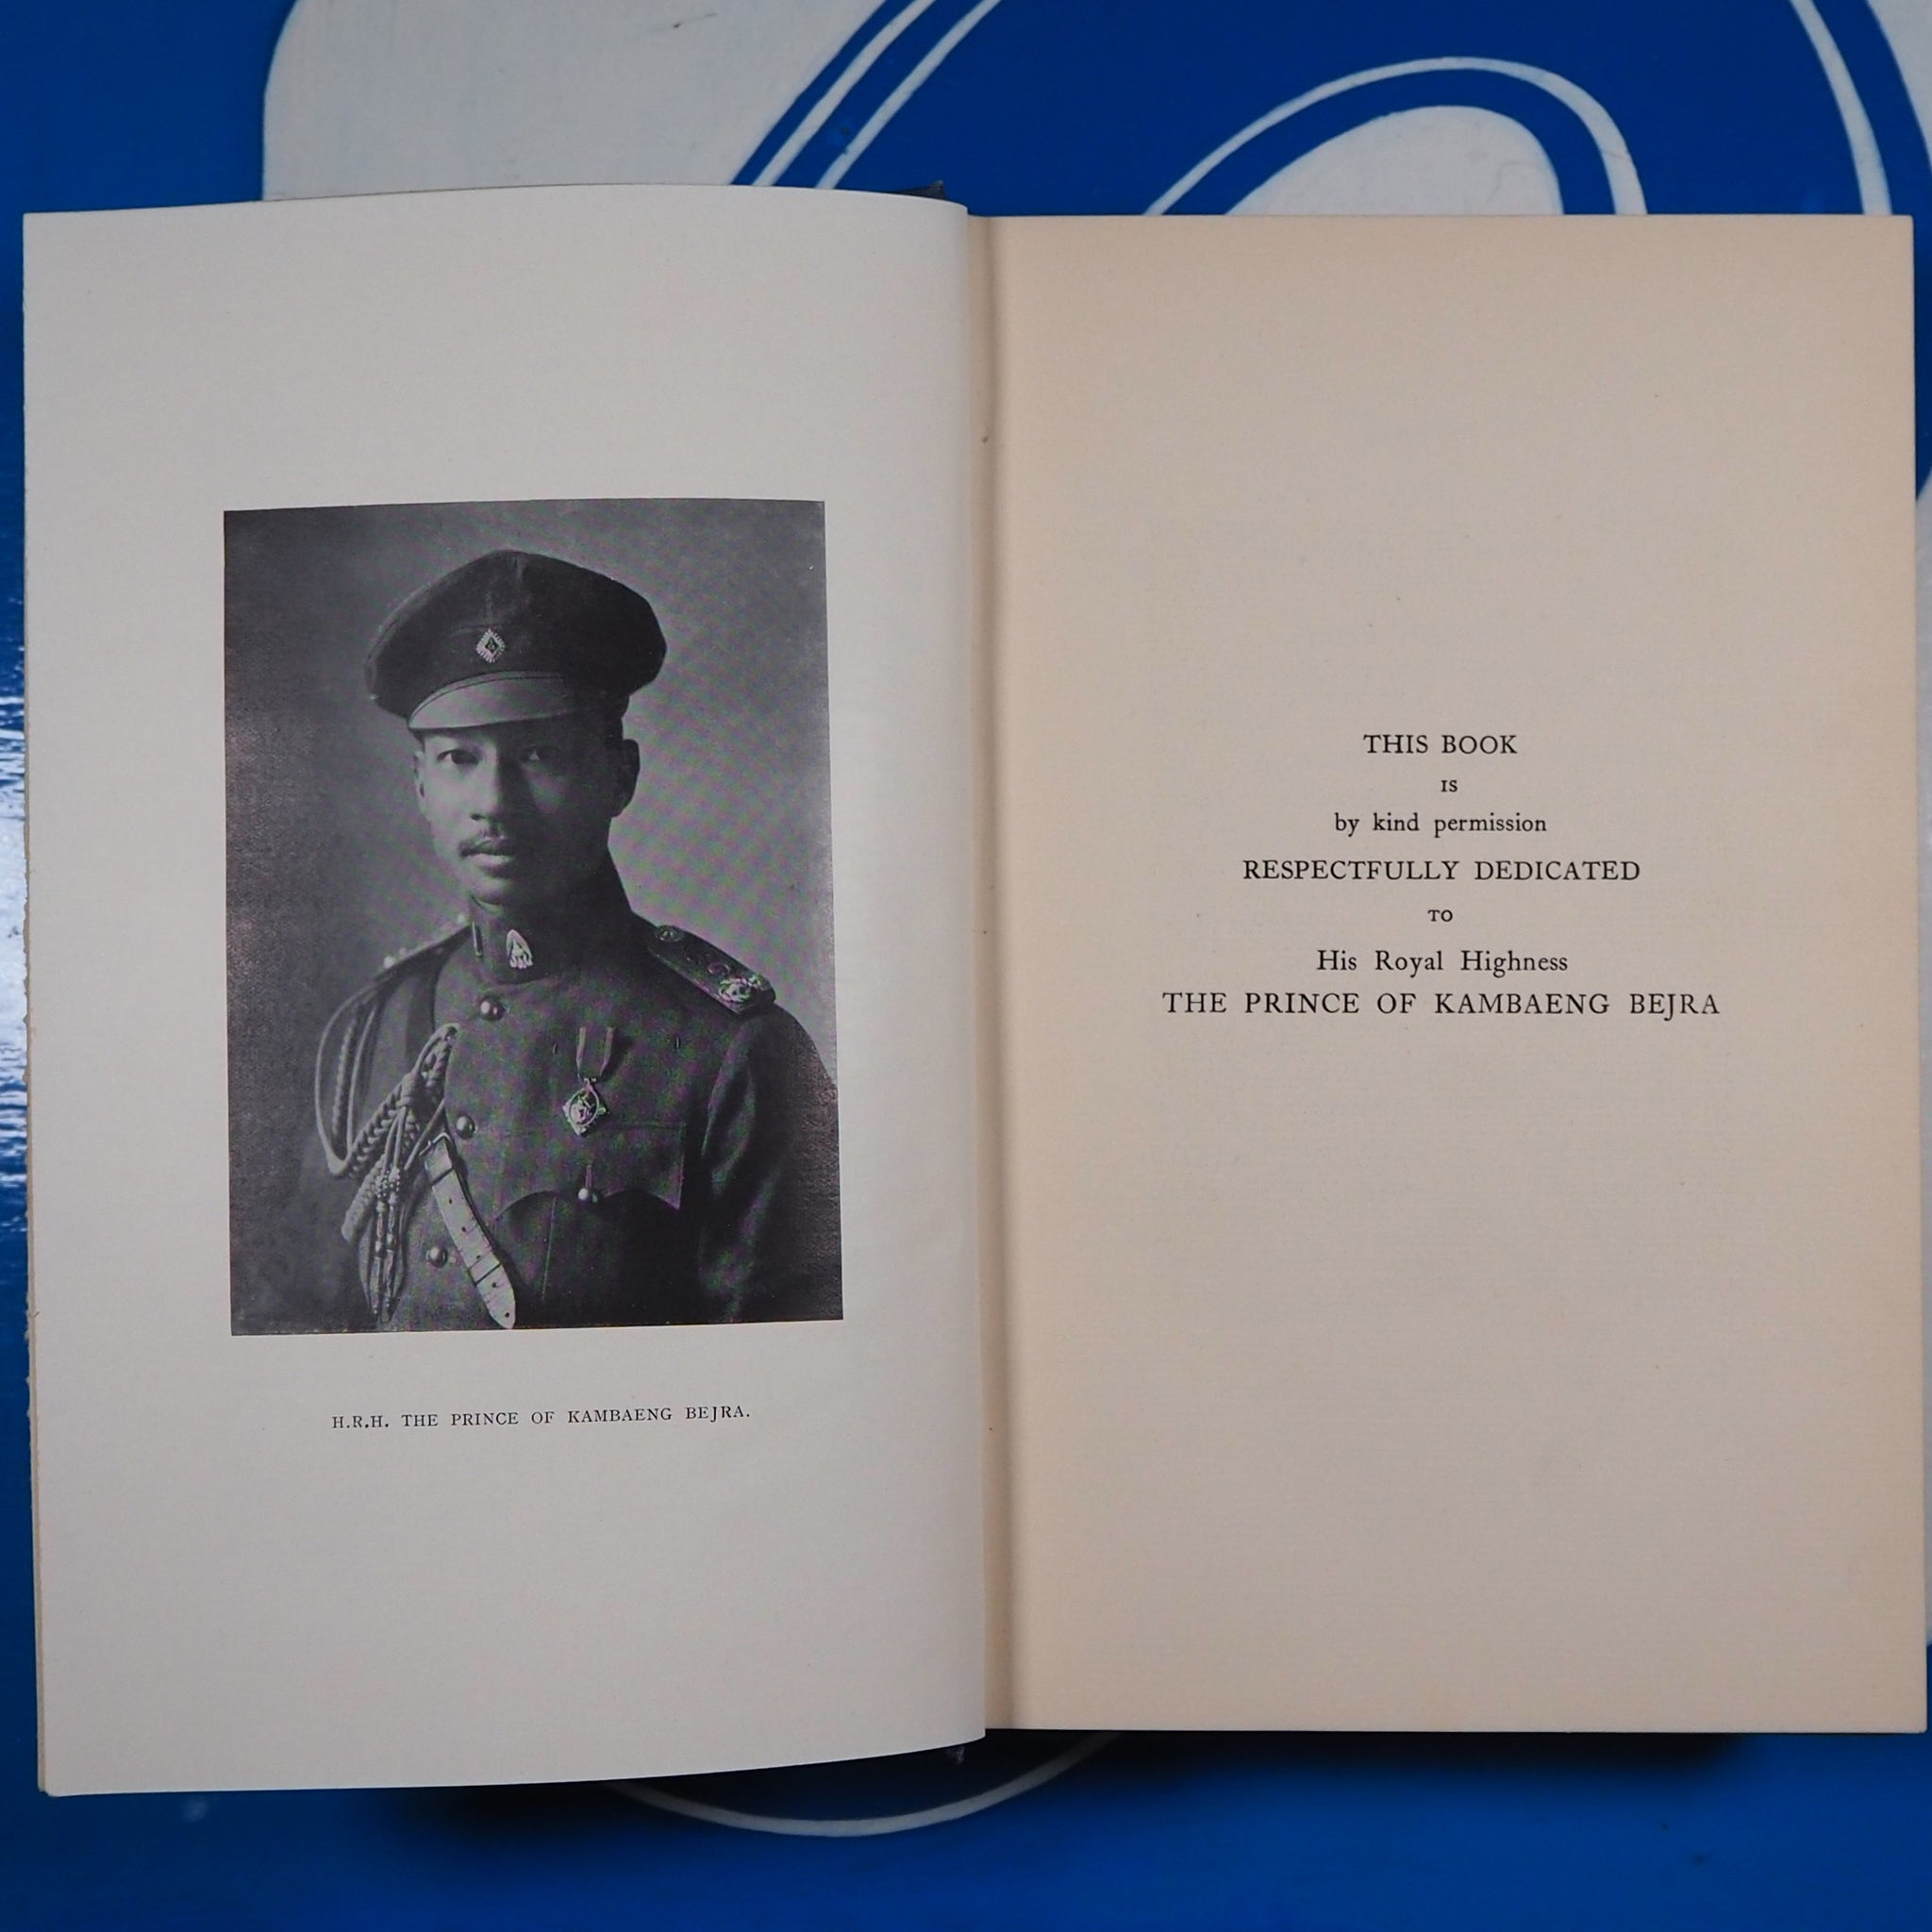 H.R.H. THE PRINCE OF KAMBAENG BEJRA.
THIS BOOK
IS
by kind permission
RESPECTFULLY DEDICATED
TO
His Royal Highness
THE PRINCE OF KAMBAENG BEJRA